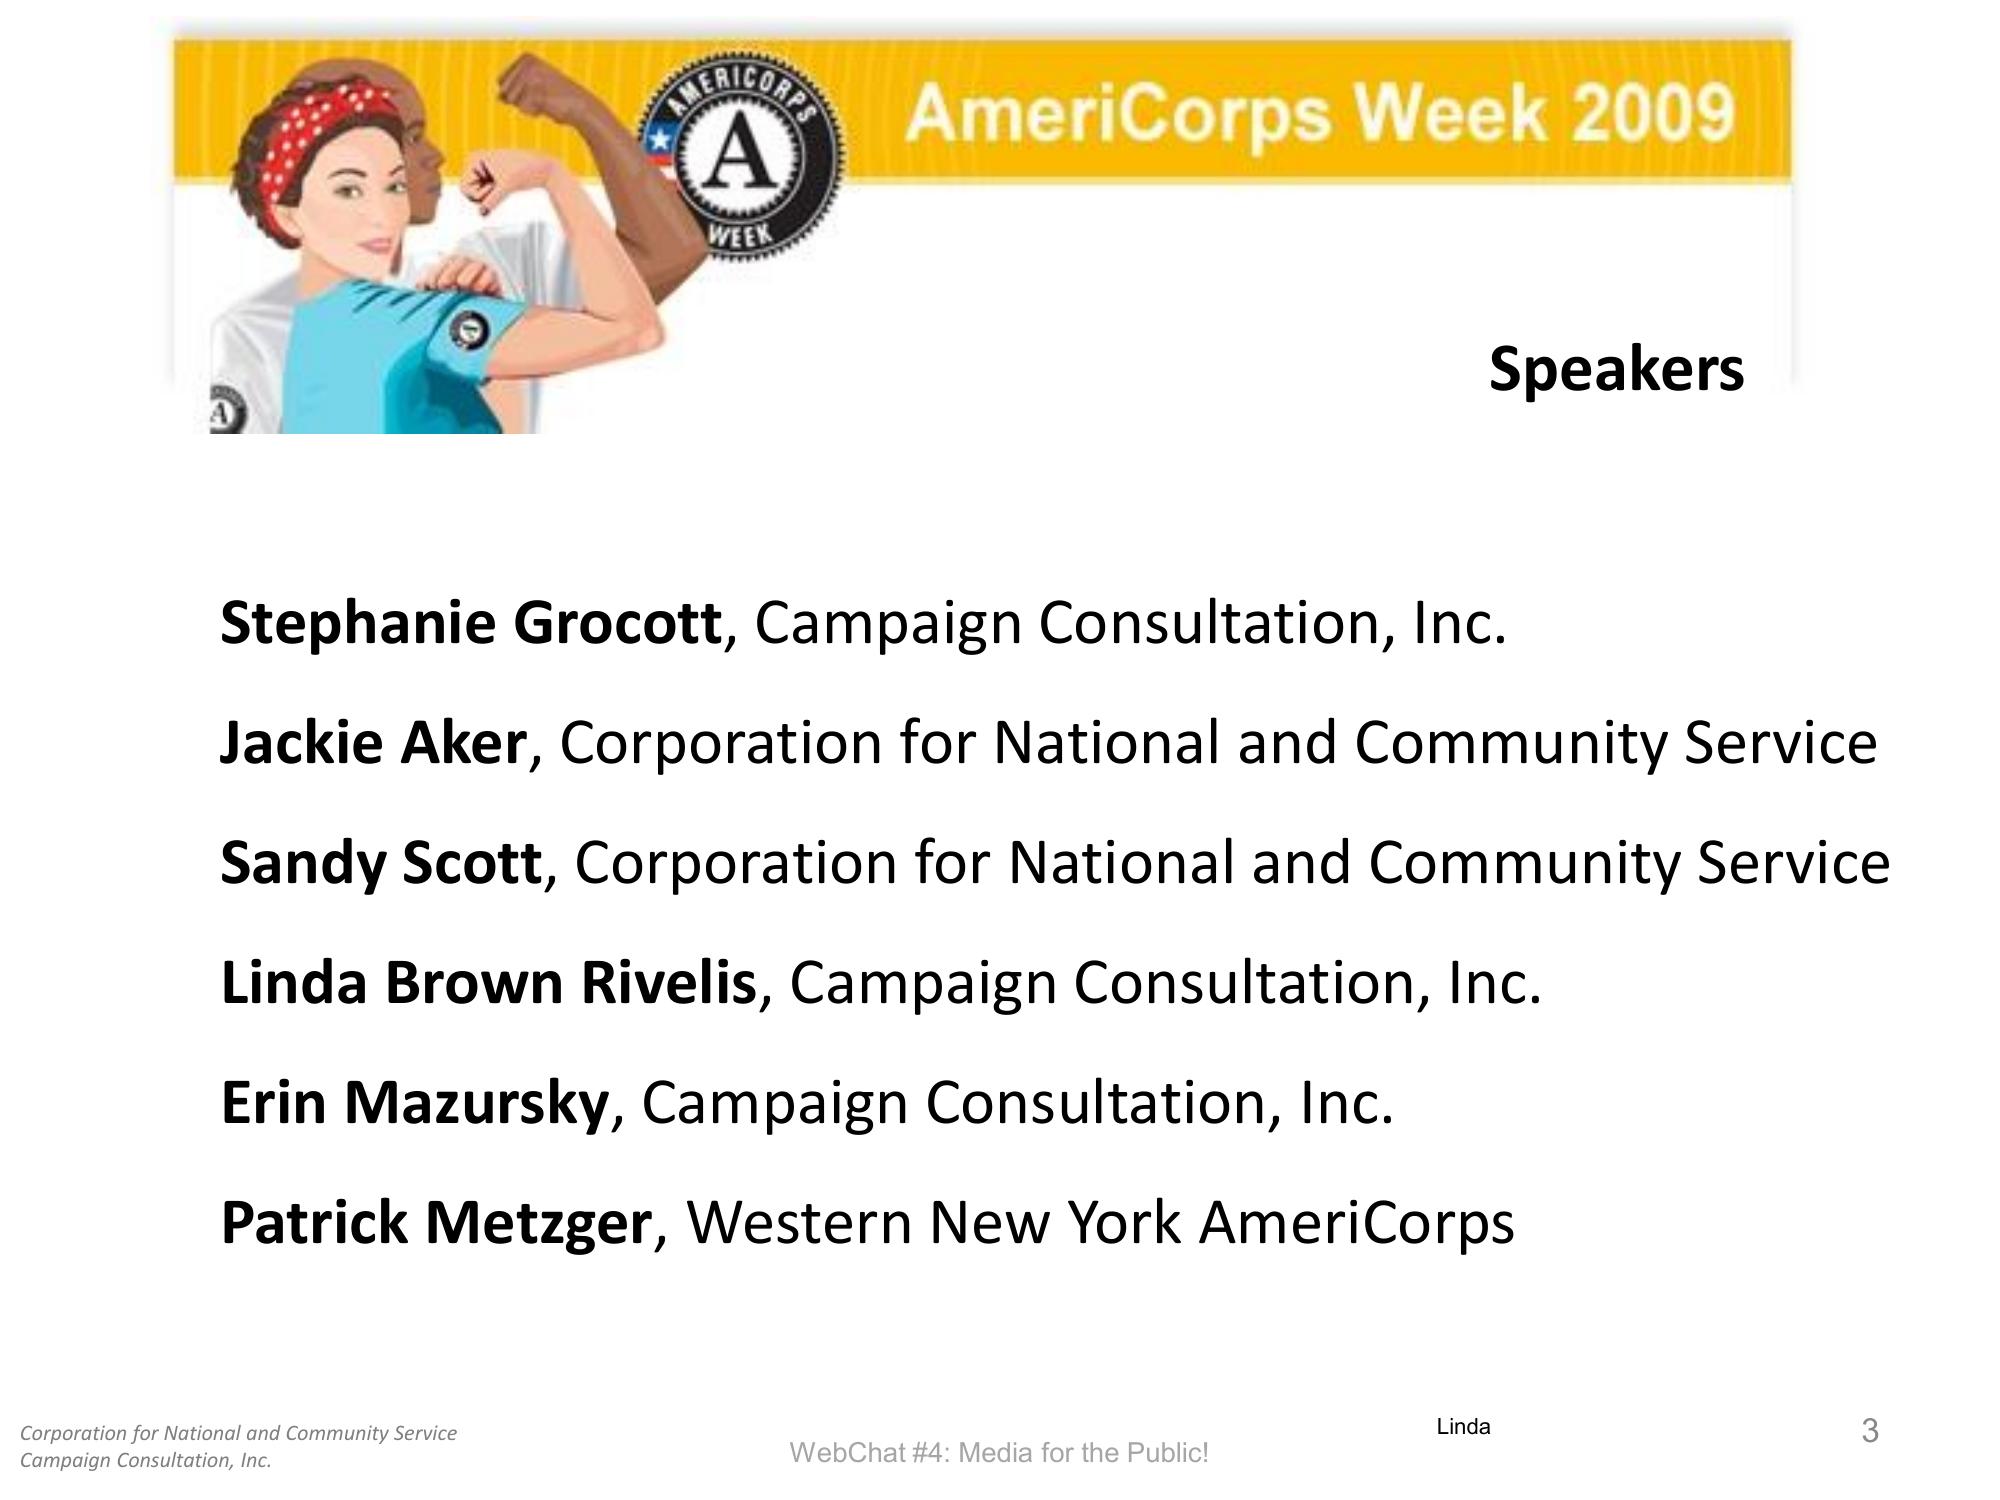 AMERICORPS
A
WEEK
AmeriCorps Week 2009
A
Speakers
Stephanie Grocott, Campaign Consultation, Inc.
Jackie Aker, Corporation for National and Community Service
Sandy Scott, Corporation for National and Community Service
Linda Brown Rivelis, Campaign Consultation, Inc.
Erin Mazursky, Campaign Consultation, Inc.
Patrick Metzger, Western New York AmeriCorps
Corporation for National and Community Service
Campaign Consultation, Inc.
WebChat #4: Media for the Public!
Linda
3